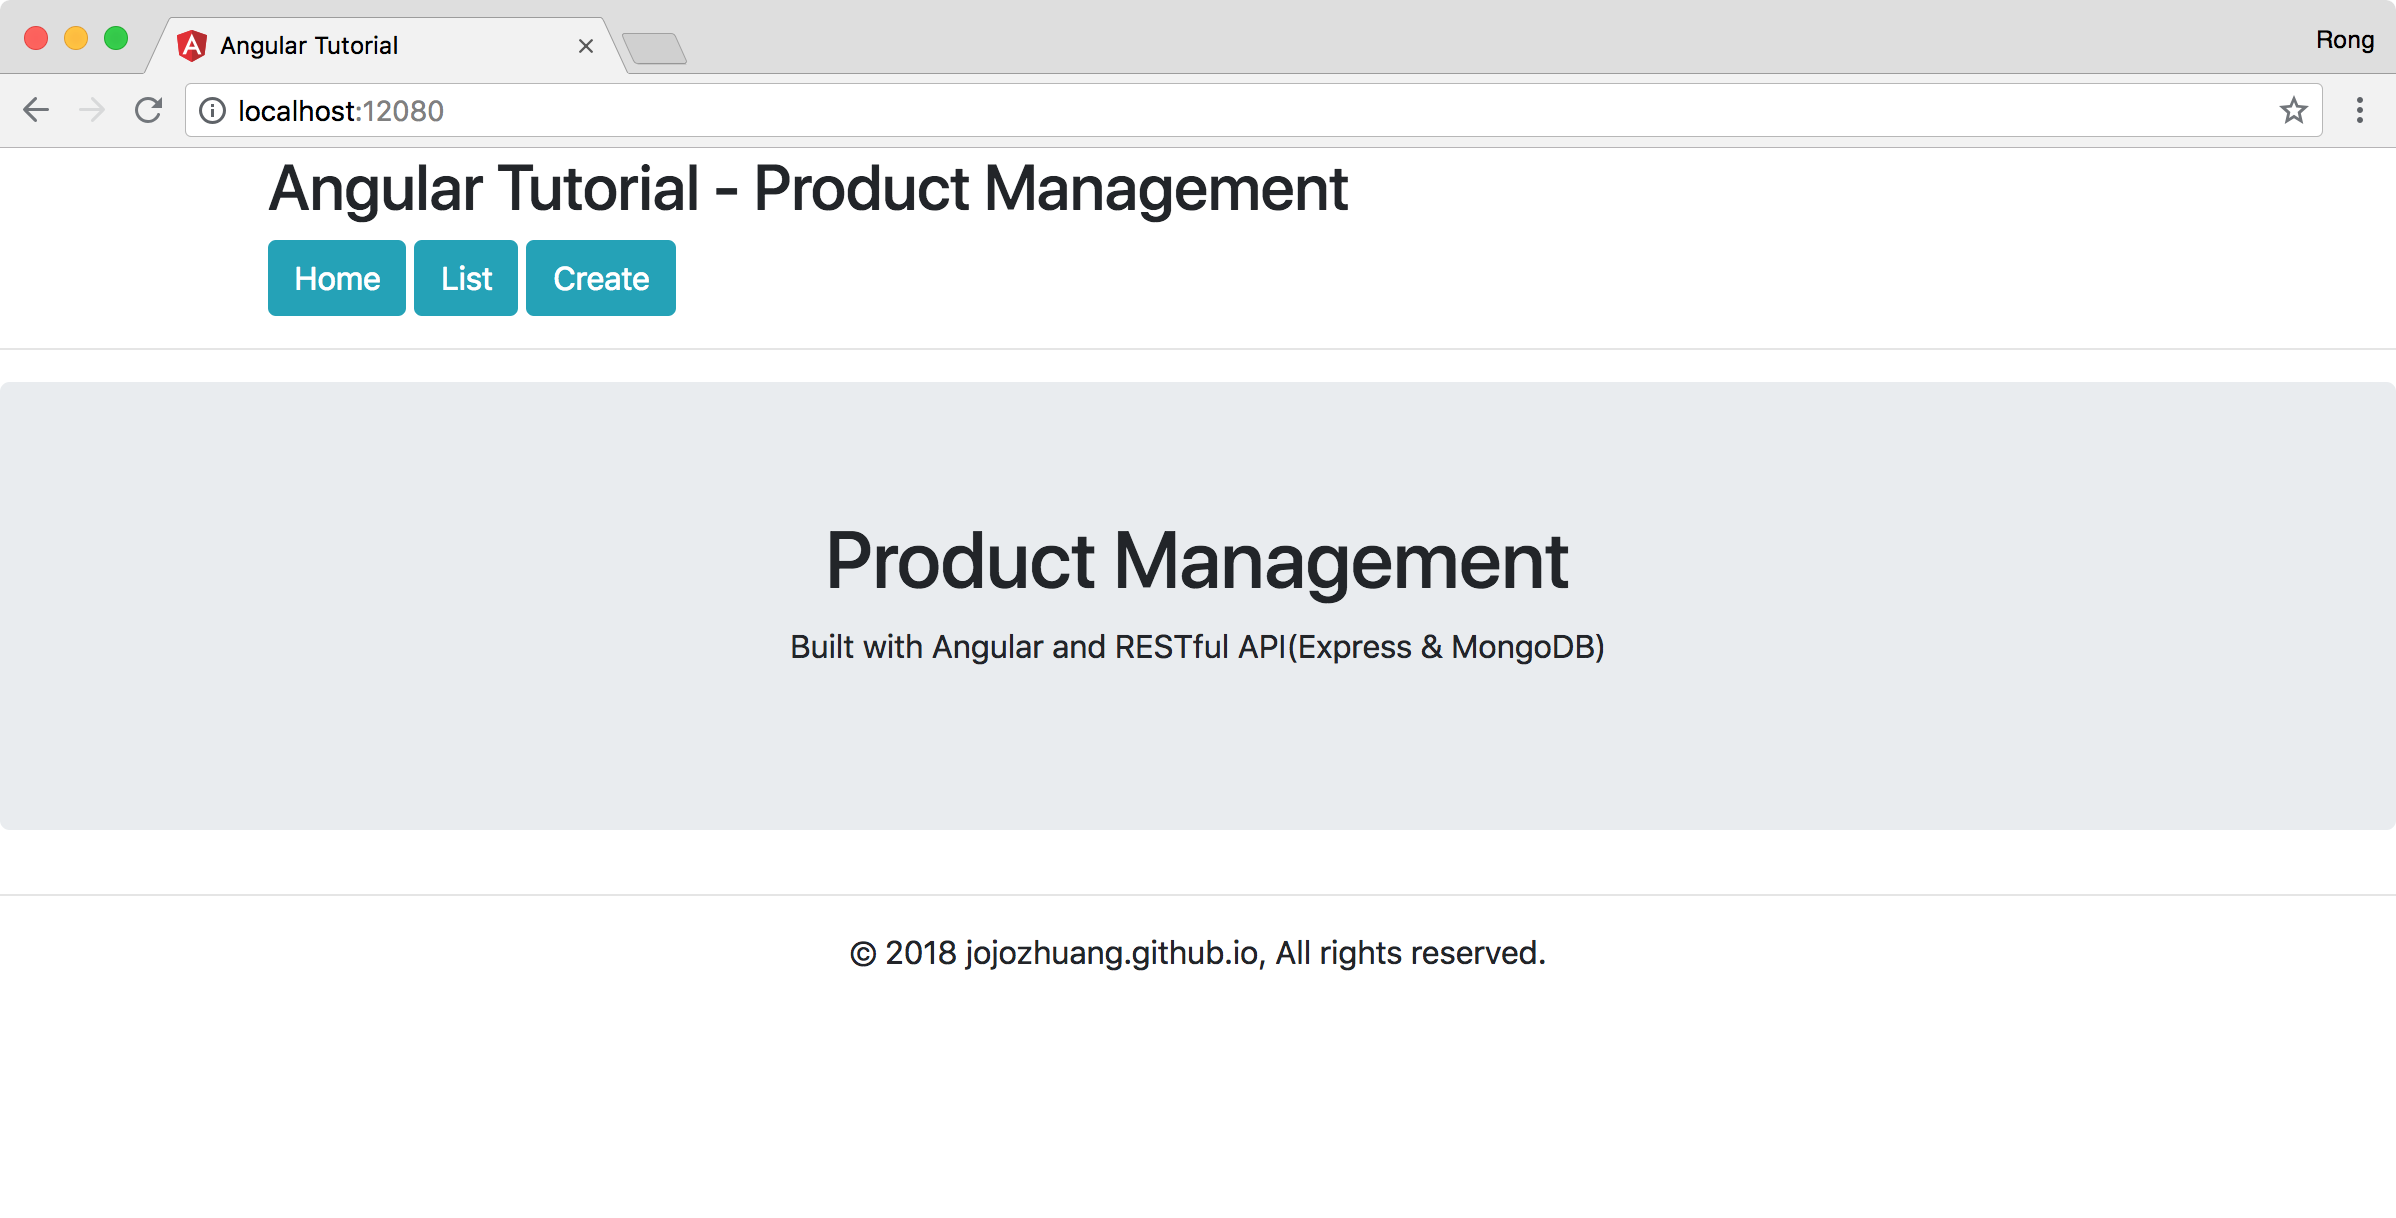 Angular Tutorial
Rong
localhost:12080
Angular Tutorial - Product Management
Home List Create
Product Management
Built with Angular and RESTful API(Express & MongoDB)
© 2018 jojozhuang.github.io, All rights reserved.